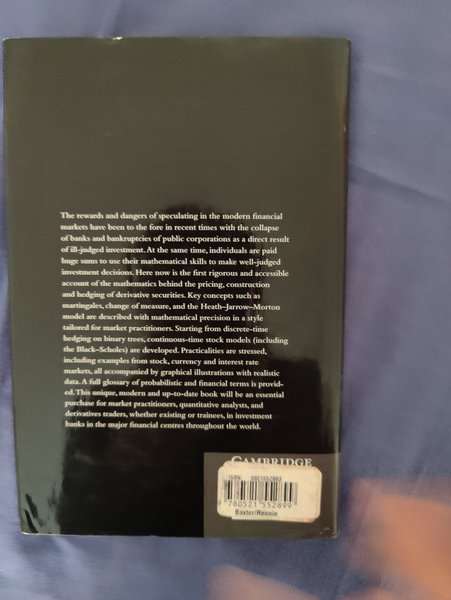 The rewards and dangers of speculating in the modern financial
markets have been to the fore in recent times with the collapse
of banks and bankruptcies of public corporations as a direct result
of ill-judged investment. At the same time, individuals are paid
huge sums to use their mathematical skills to make well-judged
investment decisions. Here now is the first rigorous and accessible
account of the mathematics behind the pricing, construction
and hedging of derivative securities. Key concepts such as
martingales, change of measure, and the Heath–Jarrow–Morton
model are described with mathematical precision in a style
tailored for market practitioners. Starting from discrete-time
hedging on binary trees, continuous-time stock models (including
the Black–Scholes) are developed. Practicalities are stressed,
including examples from stock, currency and interest rate
markets, all accompanied by graphical illustrations with realistic
data. A full glossary of probabilistic and financial terms is provid-
ed. This unique, modern and up-to-date book will be an essential
purchase for market practitioners, quantitative analysts, and
derivatives traders, whether existing or trainees, in investment
banks in the major financial centres throughout the world.
CAMBRIDGE
ISBN 0521552893
9 780521 552899
Baxter/Rennie